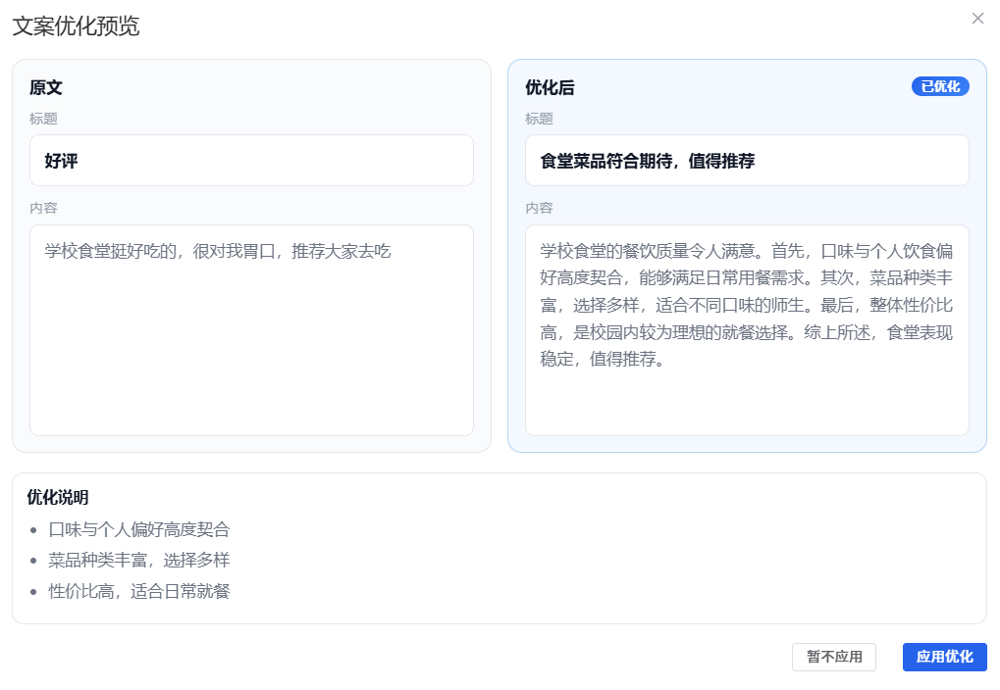 文案优化预览
原文
标题
好评
内容
学校食堂挺好吃的，很对我胃口，推荐大家去吃
优化后
已优化
标题
食堂菜品符合期待，值得推荐
内容
学校食堂的餐饮质量令人满意。首先，口味与个人饮食偏
好高度契合，能够满足日常用餐需求。其次，菜品种类丰
富，选择多样，适合不同口味的师生。最后，整体性价比
高，是校园内较为理想的就餐选择。综上所述，食堂表现
稳定，值得推荐。
优化说明
口味与个人偏好高度契合
菜品种类丰富，选择多样
性价比高，适合日常就餐
暂不应用
应用优化